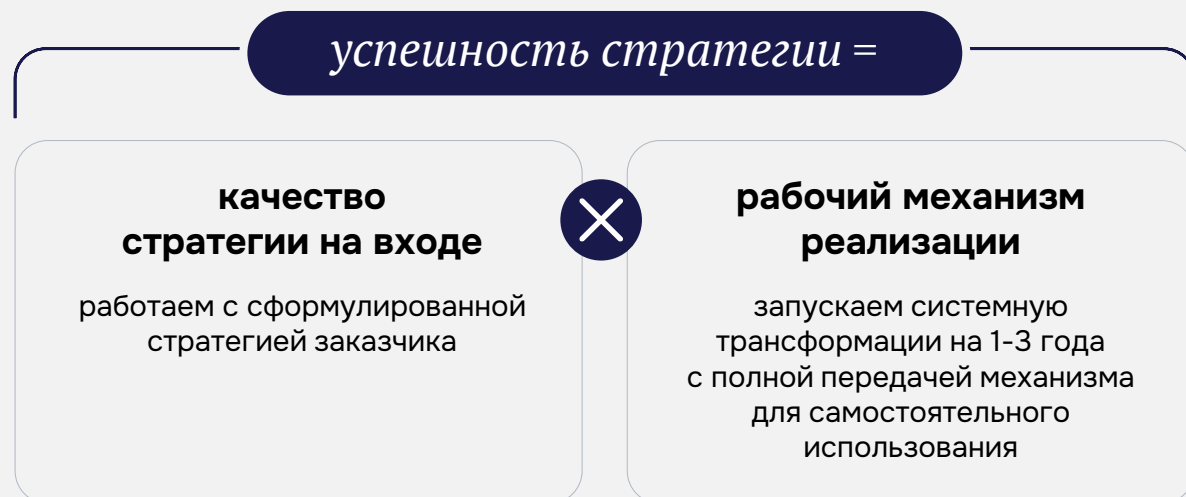 успешность стратегии =
качество
стратегии на входе
работаем с сформулированной
стратегией заказчика
рабочий механизм
реализации
запускаем системную
трансформации на 1-3 года
с полной передачей механизма
для самостоятельного
использования